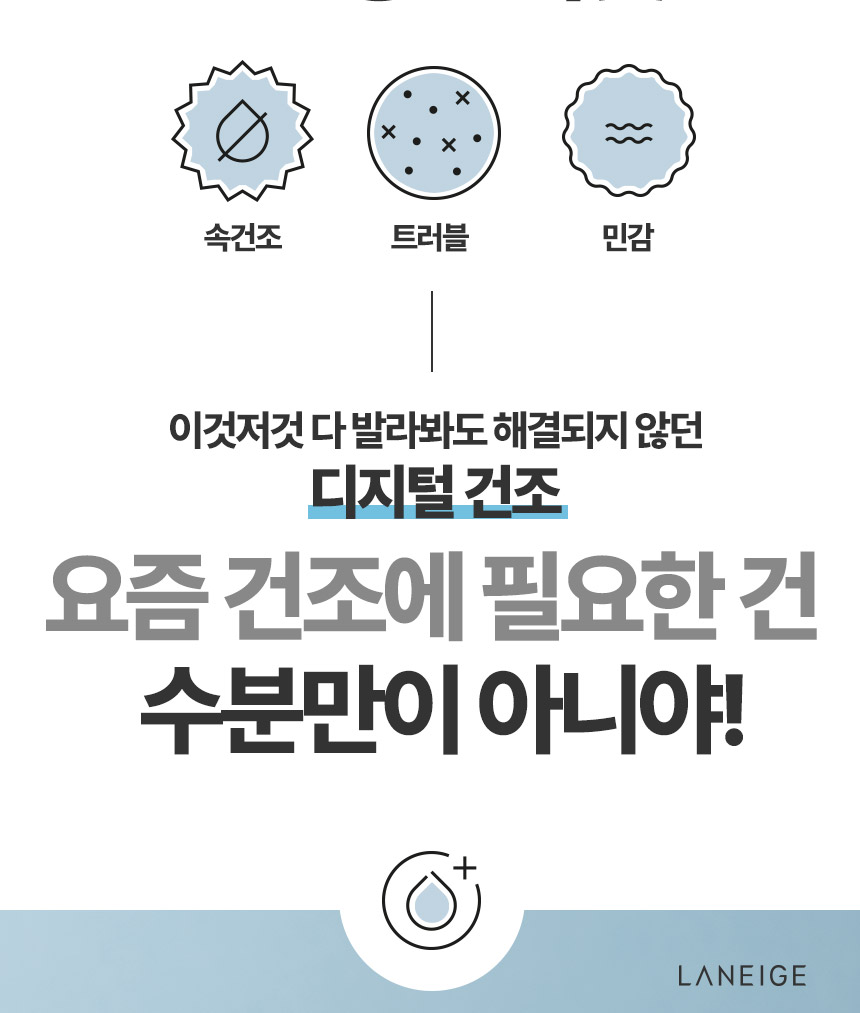 속건조 트러블 민감
이것저것 다 발라봐도 해결되지 않던
디지털 건조
요즘 건조에 필요한 건
수분만이 아니야!
LANEIGE